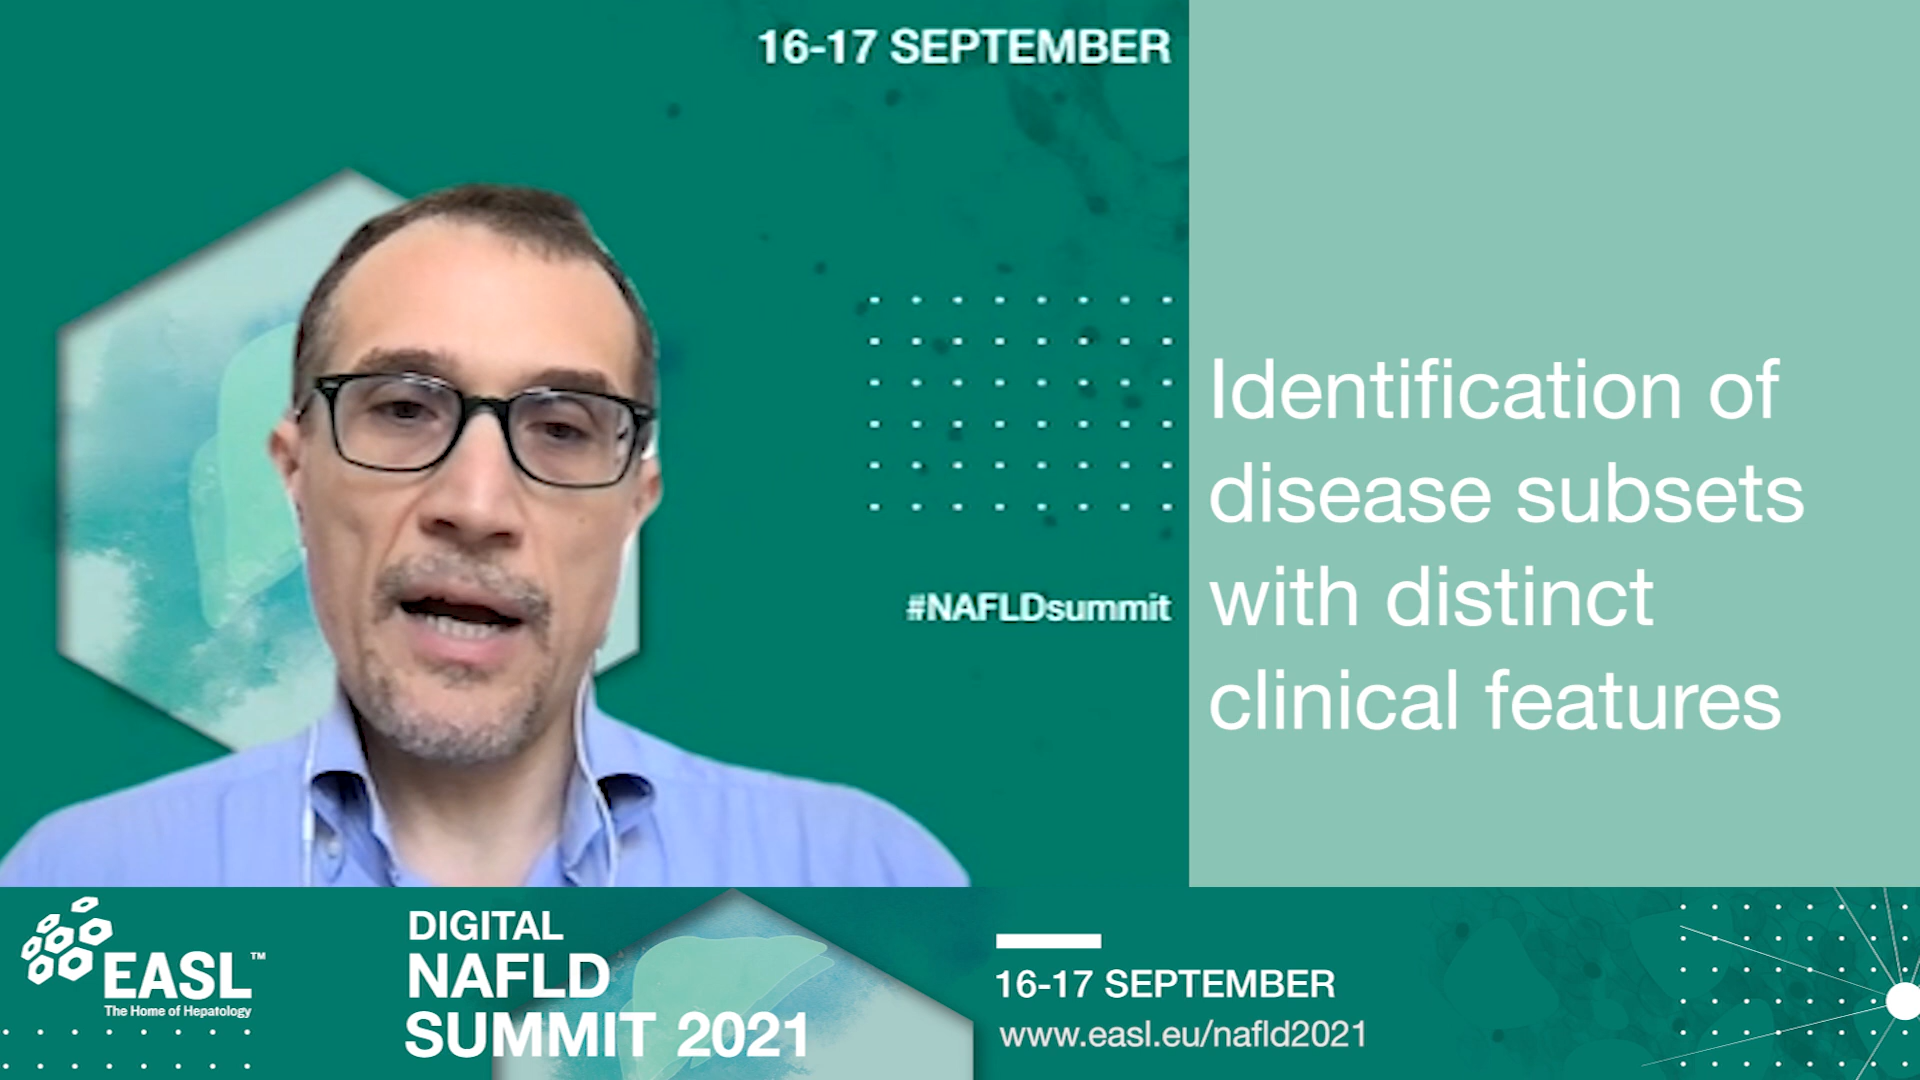 16-17 SEPTEMBER
#NAFLDsummit
Identification of
disease subsets
with distinct
clinical features
EASL™
The Home of Hepatology
DIGITAL
NAFLD
SUMMIT 2021
16-17 SEPTEMBER
www.easl.eu/nafld2021